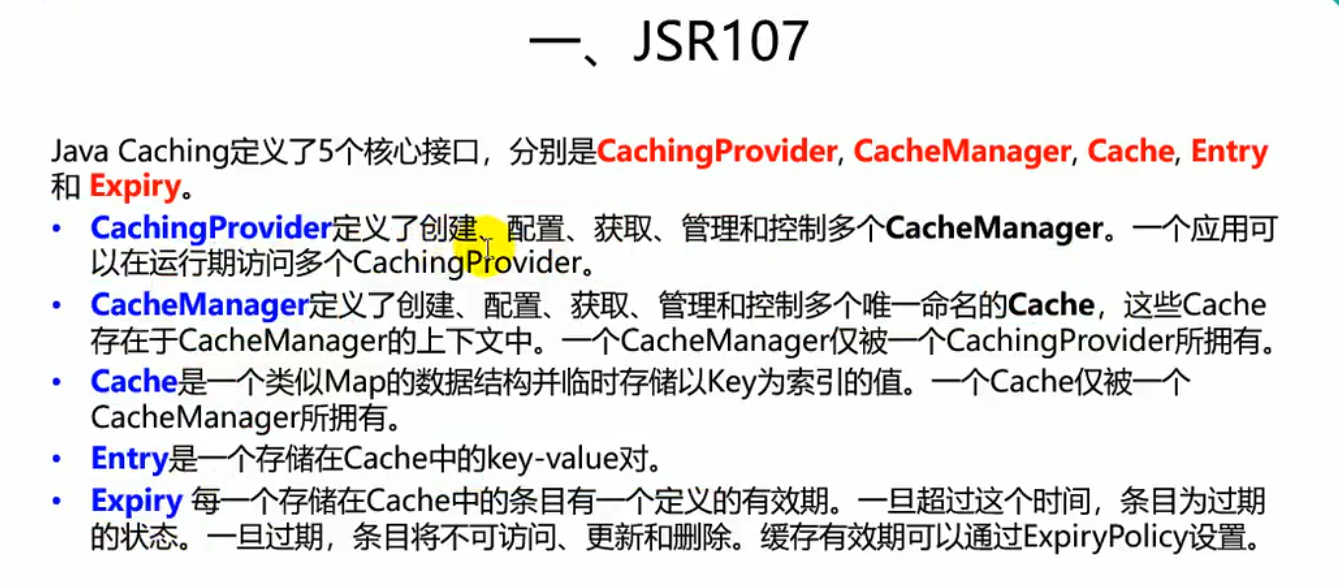 一、JSR107
Java Caching定义了5个核心接口，分别是CachingProvider, CacheManager, Cache, Entry
和 Expiry。
• CachingProvider定义了创建、配置、获取、管理和控制多个CacheManager。一个应用可
以在运行期访问多个CachingProvider。
• CacheManager定义了创建、配置、获取、管理和控制多个唯一命名的Cache，这些Cache
存在于CacheManager的上下文中。一个CacheManager仅被一个CachingProvider所拥有。
• Cache是一个类似Map的数据结构并临时存储以Key为索引的值。一个Cache仅被一个
CacheManager所拥有。
• Entry是一个存储在Cache中的key-value对。
• Expiry 每一个存储在Cache中的条目有一个定义的有效期。一旦超过这个时间，条目为过期
的状态。一旦过期，条目将不可访问、更新和删除。缓存有效期可以通过ExpiryPolicy设置。